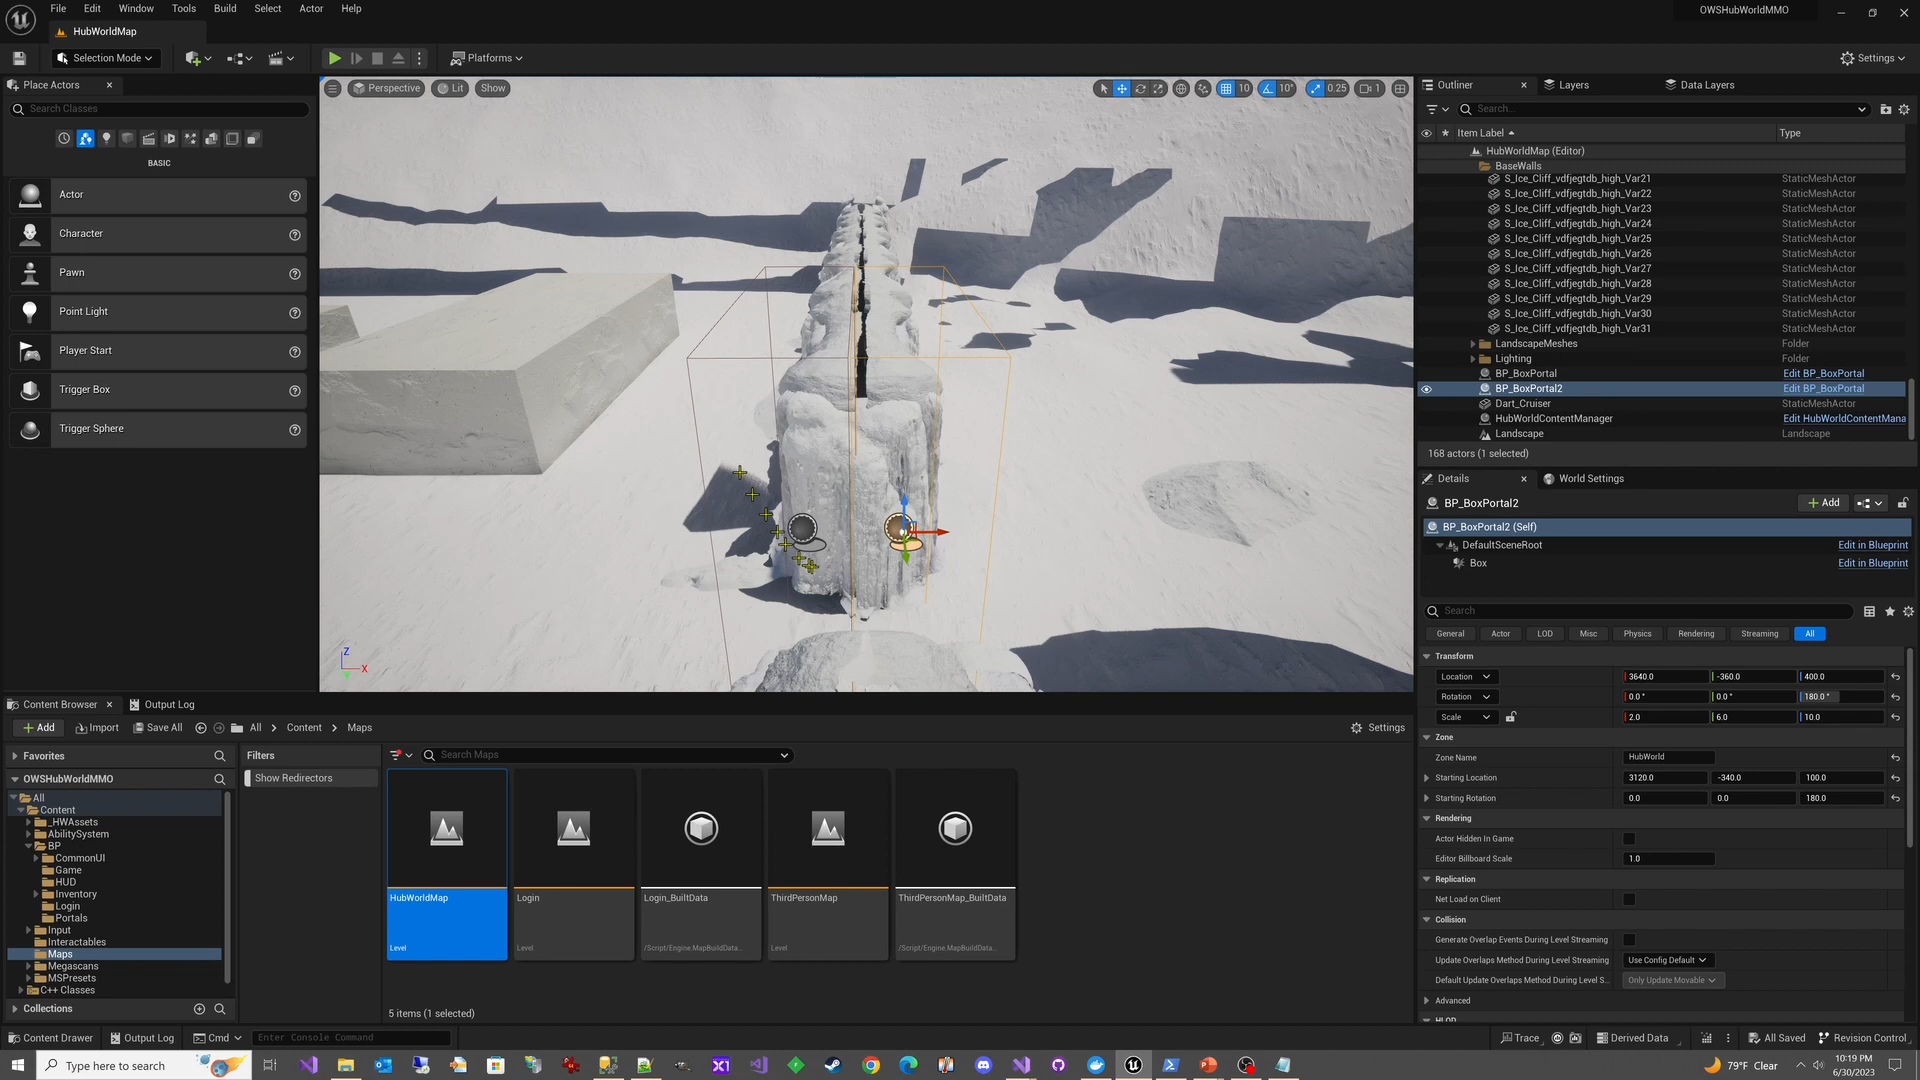 File Edit Window Tools Build Select Actor Help
OWSHubWorldMMO
HubWorldMap
Selection Mode
Platforms
Settings
Place Actors
Search Classes
BASIC
Actor
Character
Pawn
Point Light
Player Start
Trigger Box
Trigger Sphere
Perspective Lit Show
10 10° 0.25 1
Z
X
Outliner Layers Data Layers
Search...
Item Label Type
HubWorldMap (Editor)
BaseWalls
S_Ice_Cliff_vdfjegtdb_high_Var21 StaticMeshActor
S_Ice_Cliff_vdfjegtdb_high_Var22 StaticMeshActor
S_Ice_Cliff_vdfjegtdb_high_Var23 StaticMeshActor
S_Ice_Cliff_vdfjegtdb_high_Var24 StaticMeshActor
S_Ice_Cliff_vdfjegtdb_high_Var25 StaticMeshActor
S_Ice_Cliff_vdfjegtdb_high_Var26 StaticMeshActor
S_Ice_Cliff_vdfjegtdb_high_Var27 StaticMeshActor
S_Ice_Cliff_vdfjegtdb_high_Var28 StaticMeshActor
S_Ice_Cliff_vdfjegtdb_high_Var29 StaticMeshActor
S_Ice_Cliff_vdfjegtdb_high_Var30 StaticMeshActor
S_Ice_Cliff_vdfjegtdb_high_Var31 StaticMeshActor
LandscapeMeshes Folder
Lighting Folder
BP_BoxPortal Edit BP_BoxPortal
BP_BoxPortal2 Edit BP_BoxPortal
Dart_Cruiser StaticMeshActor
HubWorldContentManager Edit HubWorldContentMana
Landscape Landscape
168 actors (1 selected)
Details World Settings
BP_BoxPortal2 Add
BP_BoxPortal2 (Self)
DefaultSceneRoot Edit in Blueprint
Box Edit in Blueprint
Search
General Actor LOD Misc Physics Rendering Streaming All
Transform
Location 3640.0 -360.0 400.0
Rotation 0.0 ° 0.0 ° 180.0 °
Scale 2.0 6.0 10.0
Zone
Zone Name HubWorld
Starting Location 3120.0 -340.0 100.0
Starting Rotation 0.0 0.0 180.0
Rendering
Actor Hidden In Game
Editor Billboard Scale 1.0
Replication
Net Load on Client
Collision
Generate Overlap Events During Level Streaming
Update Overlaps Method During Level Streaming Use Config Default
Default Update Overlaps Method During Level S... Only Update Movable
Advanced
HLOD
Content Browser Output Log
Add Import Save All All Content Maps Settings
Favorites
OWSHubWorldMMO
All
Content
_HWAssets
AbilitySystem
BP
CommonUI
Game
HUD
Inventory
Login
Portals
Input
Interactables
Maps
Megascans
MSPresets
C++ Classes
Collections
Filters
Show Redirectors
Search Maps
HubWorldMap
Level
Login
Level
Login_BuiltData
/Script/Engine.MapBuildData...
ThirdPersonMap
Level
ThirdPersonMap_BuiltData
/Script/Engine.MapBuildData...
5 items (1 selected)
Content Drawer Output Log Cmd Enter Console Command
Trace Derived Data All Saved Revision Control
Type here to search
X1
79°F Clear
10:19 PM
6/30/2023